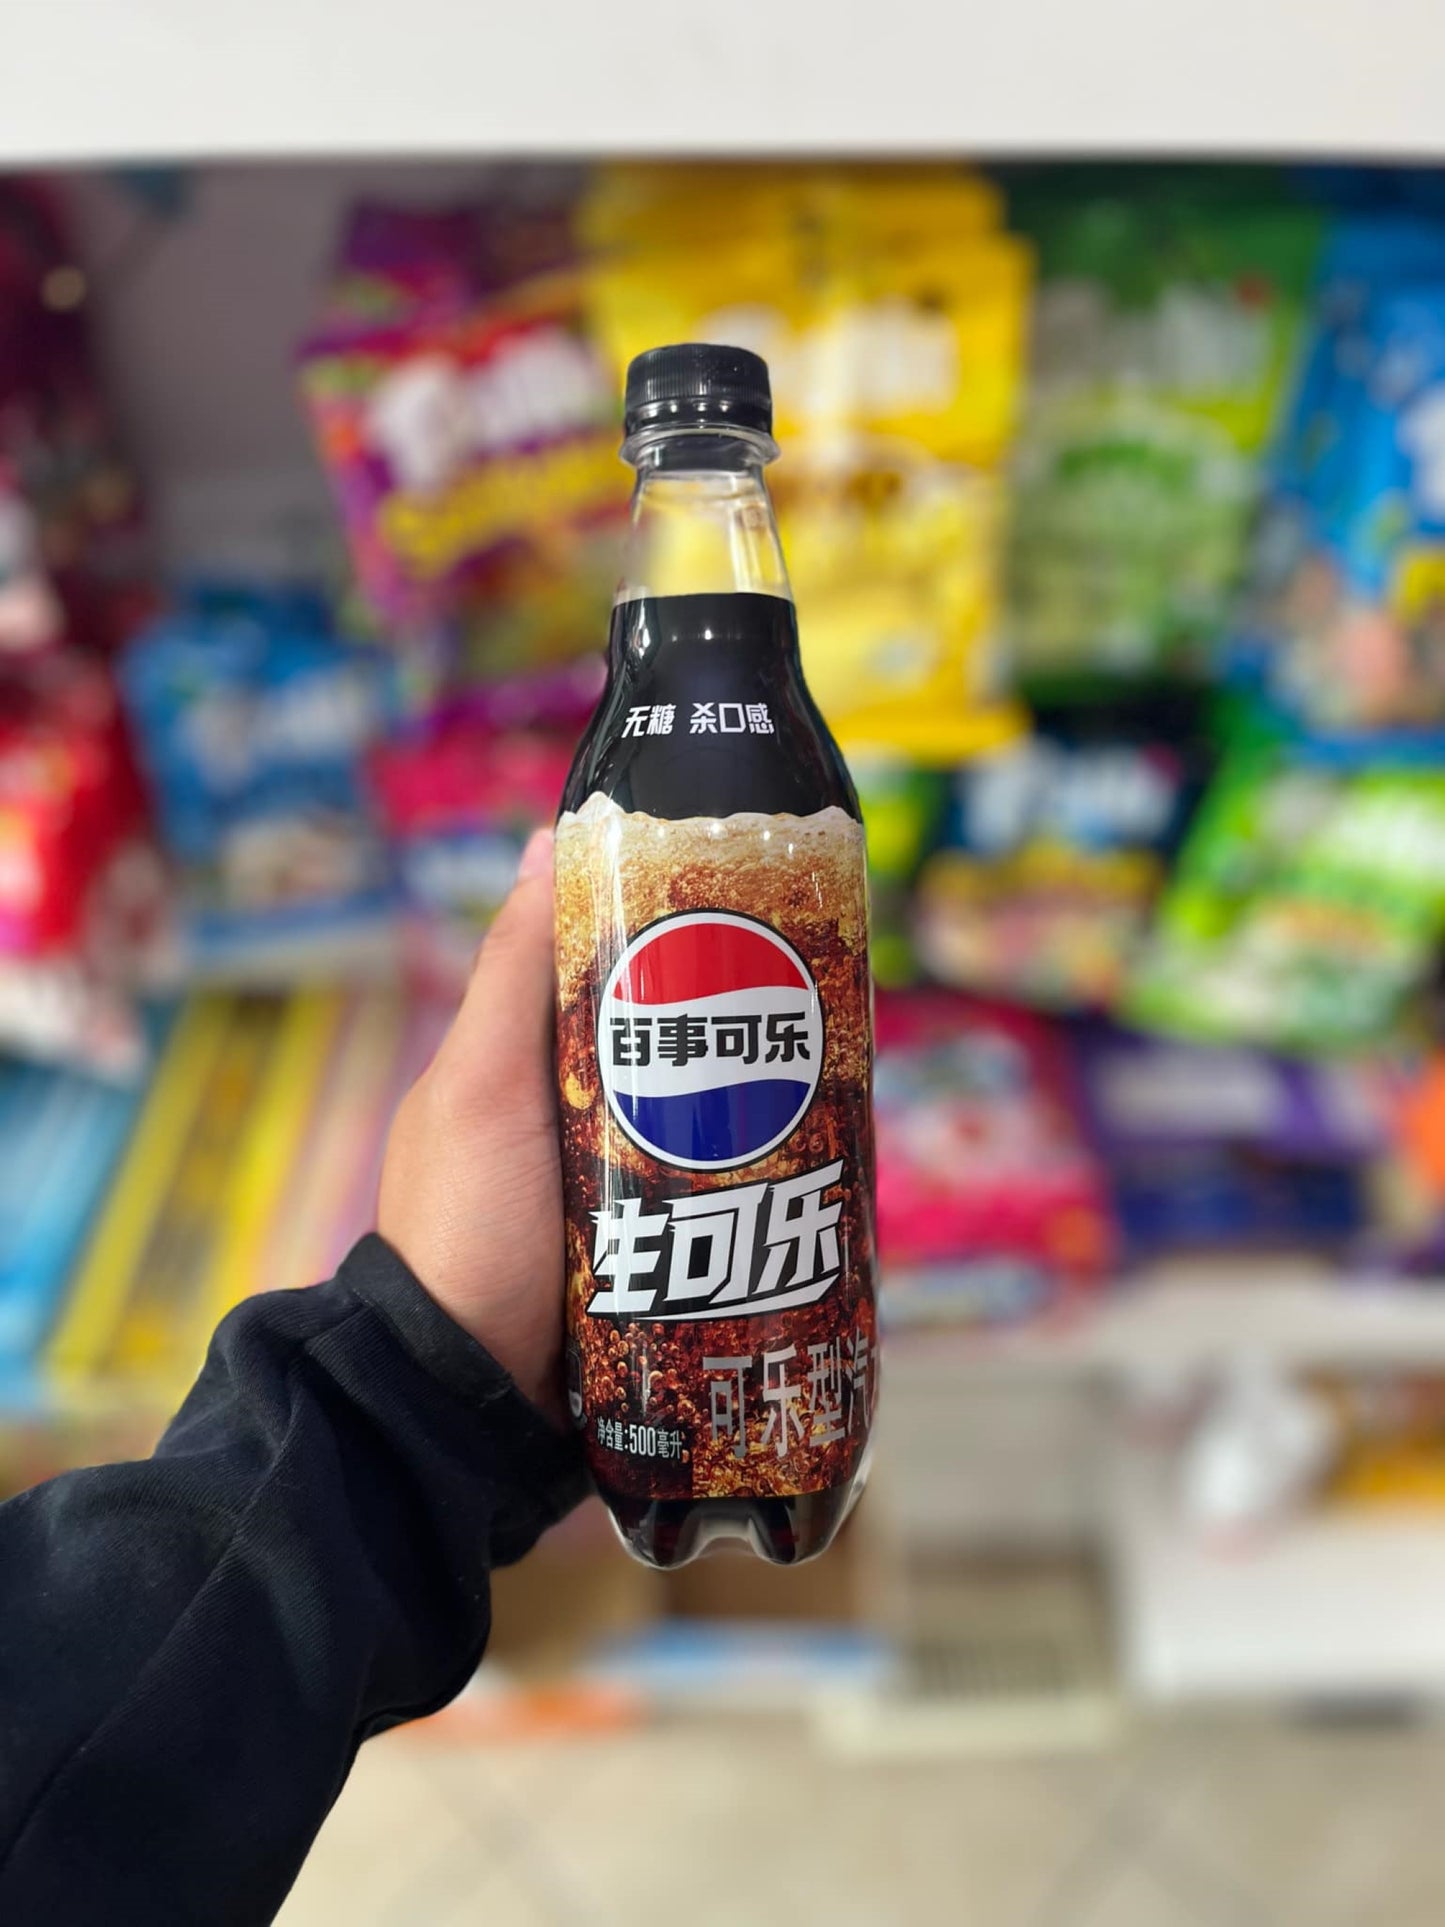 无糖 杀口感
百事可乐
生可乐
可乐型汽
净含量:500毫升